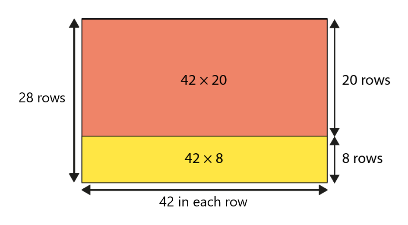 42 × 20
20 rows
28 rows
42 × 8
8 rows
42 in each row